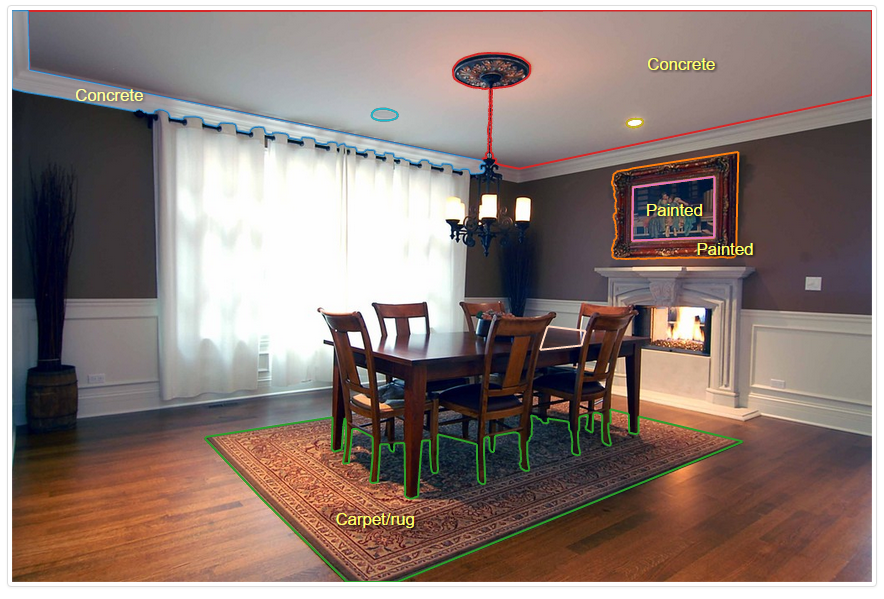 Concrete
Concrete
Painted
Painted
Carpet/rug